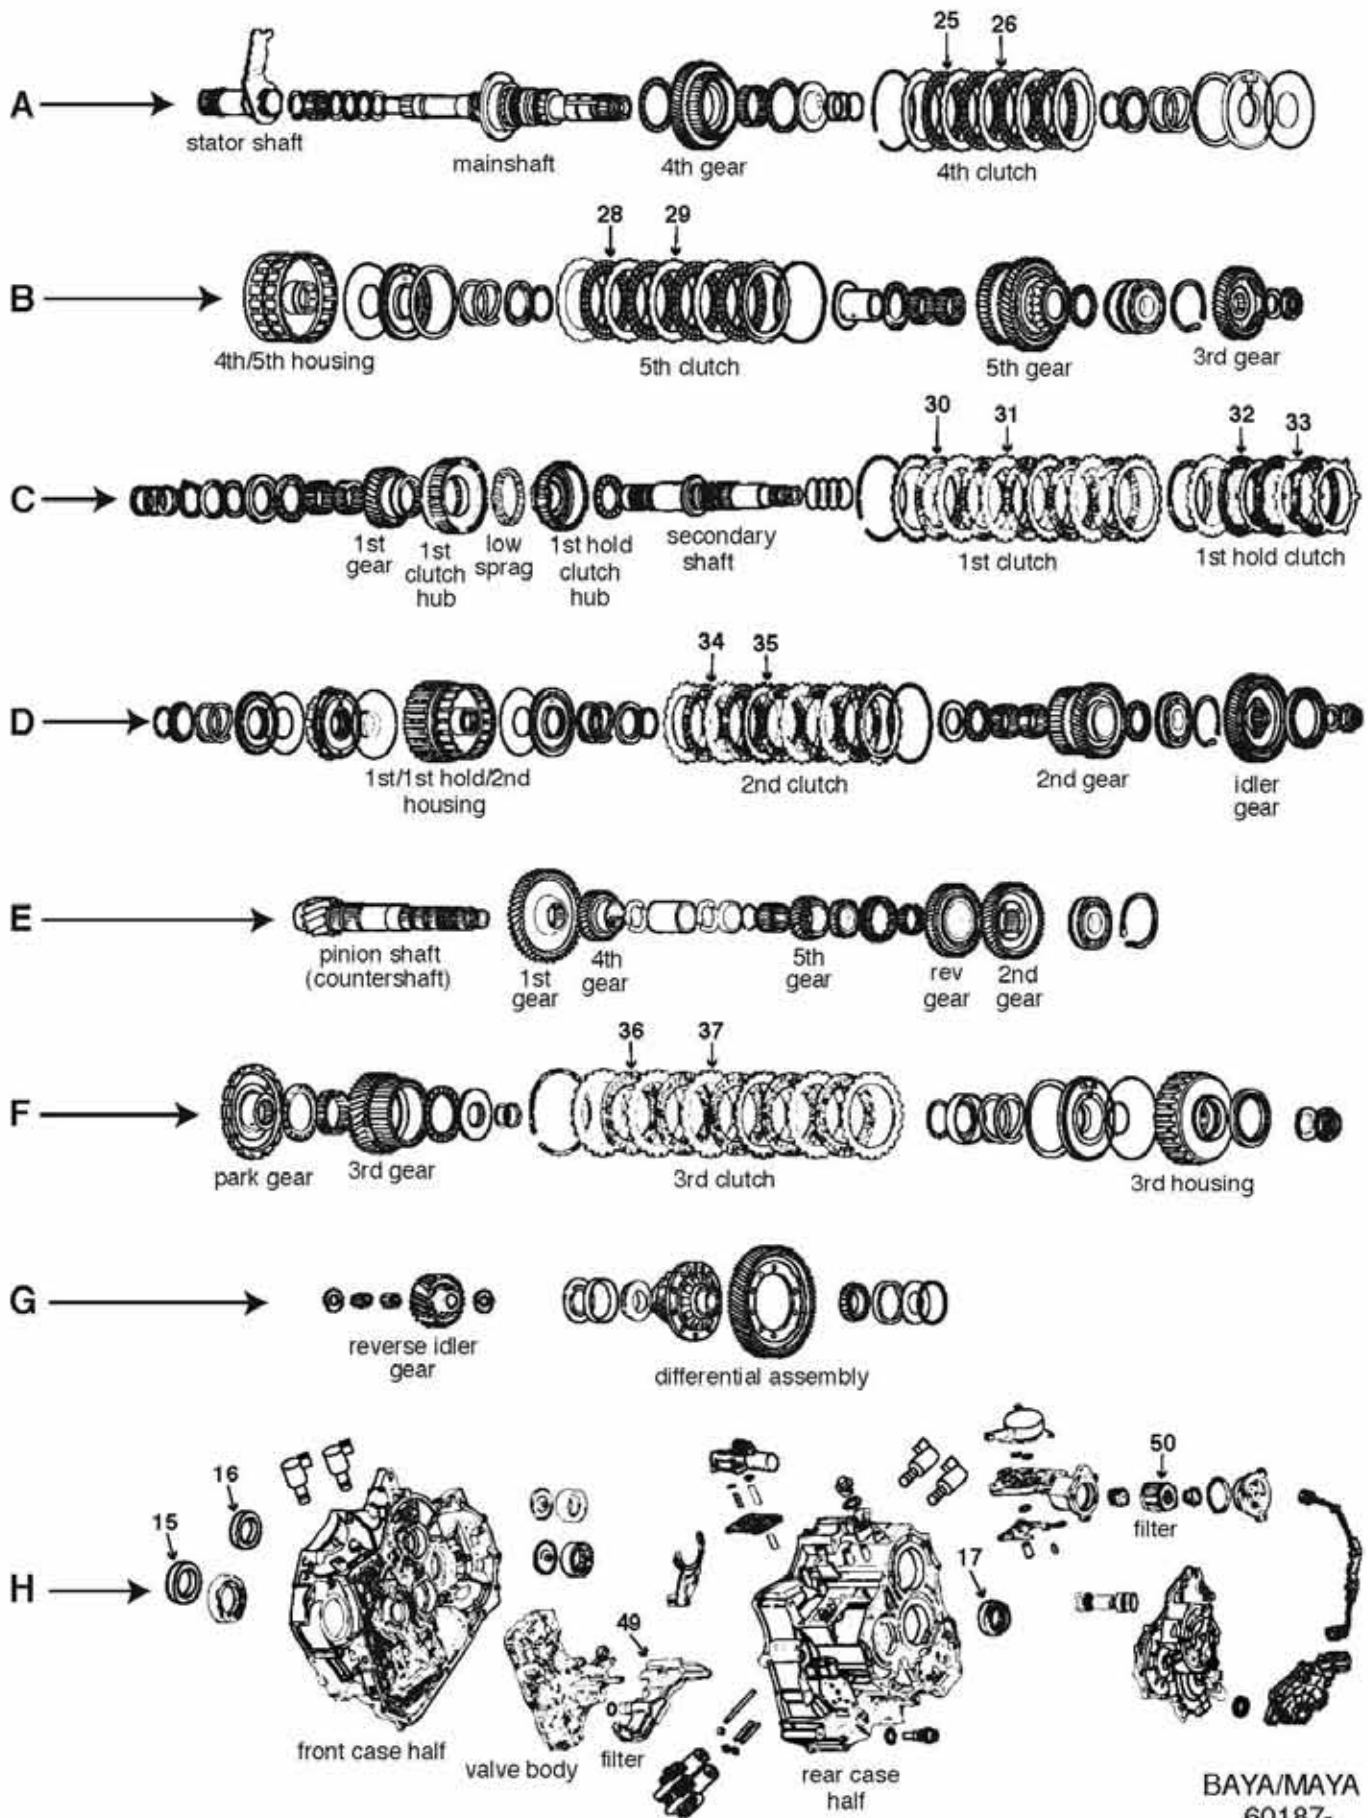 25 26
A
stator shaft
mainshaft
4th gear
4th clutch
28 29
B
4th/5th housing
5th clutch
5th gear
3rd gear
30 31 32 33
C
1st
gear
1st
clutch
hub
low
sprag
1st hold
clutch
hub
secondary
shaft
1st clutch
1st hold clutch
34 35
D
1st/1st hold/2nd
housing
2nd clutch
2nd gear
idler
gear
E
pinion shaft
(countershaft)
1st
gear
4th
gear
5th
gear
rev
gear
2nd
gear
36 37
F
park gear
3rd gear
3rd clutch
3rd housing
G
reverse idler
gear
differential assembly
50
16
15
filter
17
H
49
front case half
valve body
filter
rear case
half
BAYA/MAYA
60187-